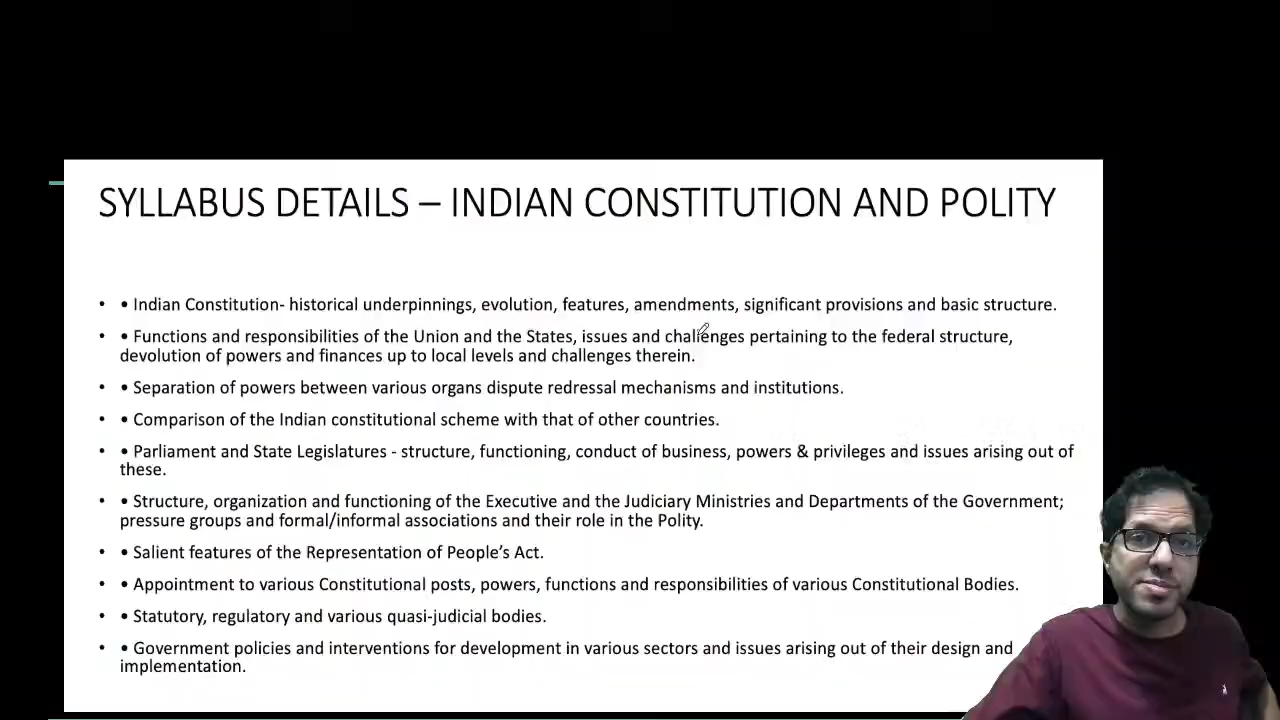 SYLLABUS DETAILS – INDIAN CONSTITUTION AND POLITY
• • Indian Constitution- historical underpinnings, evolution, features, amendments, significant provisions and basic structure.
• • Functions and responsibilities of the Union and the States, issues and challenges pertaining to the federal structure,
devolution of powers and finances up to local levels and challenges therein.
• • Separation of powers between various organs dispute redressal mechanisms and institutions.
• • Comparison of the Indian constitutional scheme with that of other countries.
• • Parliament and State Legislatures - structure, functioning, conduct of business, powers & privileges and issues arising out of
these.
• • Structure, organization and functioning of the Executive and the Judiciary Ministries and Departments of the Government;
pressure groups and formal/informal associations and their role in the Polity.
• • Salient features of the Representation of People’s Act.
• • Appointment to various Constitutional posts, powers, functions and responsibilities of various Constitutional Bodies.
• • Statutory, regulatory and various quasi-judicial bodies.
• • Government policies and interventions for development in various sectors and issues arising out of their design and
implementation.